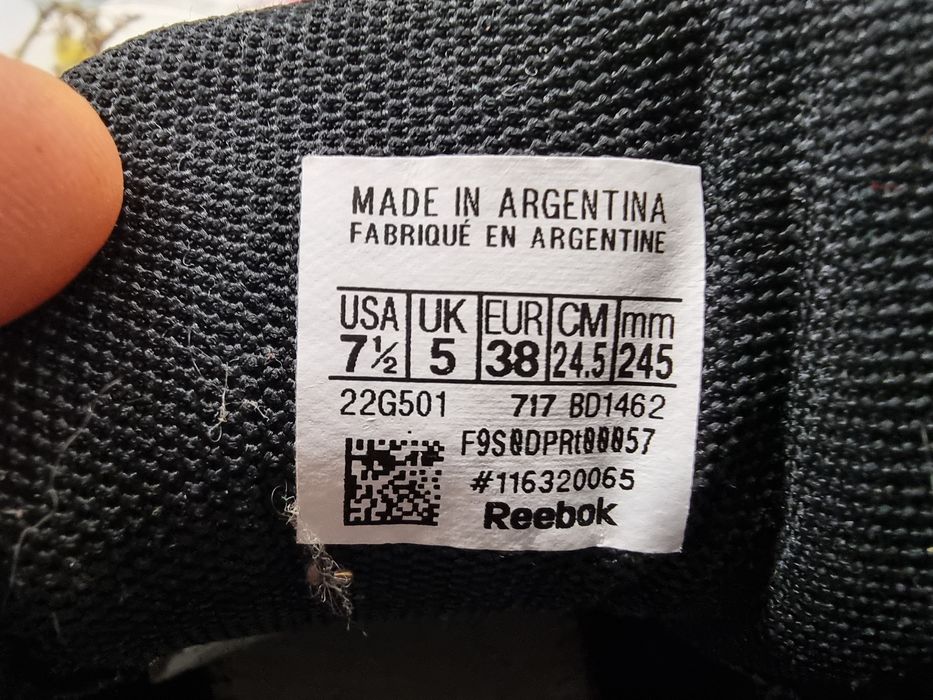 MADE IN ARGENTINA
FABRIQUÉ EN ARGENTINE
USA UK EUR CM mm
7½ 5 38 24.5 245
22G501 717 BD1462
#116320065
Reebok